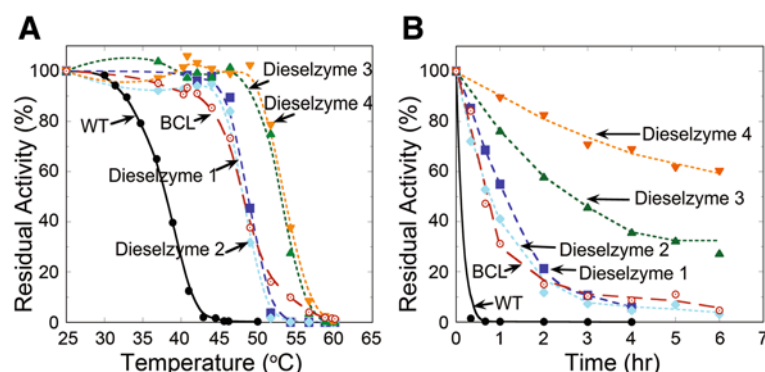 A
B
100
80
60
40
20
0
Residual Activity (%)
WT
BCL
Dieselzyme 1
Dieselzyme 2
Dieselzyme 3
Dieselzyme 4
25 30 35 40 45 50 55 60 65
Temperature (°C)
100
80
60
40
20
0
Residual Activity (%)
Dieselzyme 4
Dieselzyme 3
Dieselzyme 2
Dieselzyme 1
BCL
WT
0 1 2 3 4 5 6 7
Time (hr)